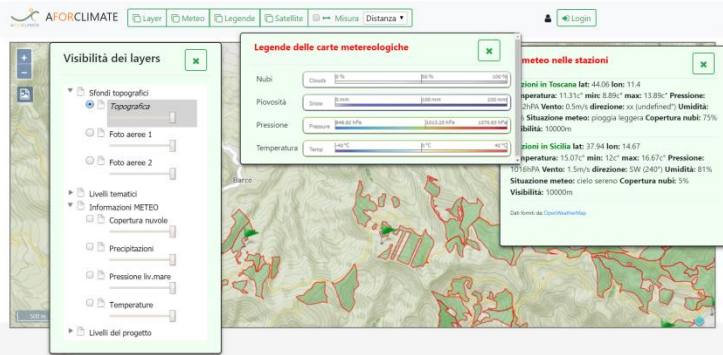 AFORCLIMATE
Layer
Meteo
Legende
Satellite
Misura
Distanza
Login
Visibilità dei layers
Sfondi topografici
Topografica
Foto aeree 1
Foto aeree 2
Livelli tematici
Informazioni METEO
Copertura nuvole
Precipitazioni
Pressione liv.mare
Temperature
Livelli del progetto
500 m
Legende delle carte metereologiche
Nubi
Clouds 0 % 50 % 100 %
Piovosità
Snow 0 mm 100 mm 200 mm
Pressione
Pressure 948.92 hPa 1013.25 hPa 1078.63 hPa
Temperatura
Temp -40 °C 0 °C 40 °C
Barce
meteo nelle stazioni
zioni in Toscana lat: 44.06 lon: 11.4
mperatura: 11.31c° min: 8.89c° max: 13.89c° Pressione:
2hPA Vento: 0.5m/s direzione: xx (undefined°) Umidità:
% Situazione meteo: pioggia leggera Copertura nubi: 75%
ibilità: 10000m
zioni in Sicilia lat: 37.94 lon: 14.67
mperatura: 15.07c° min: 12c° max: 16.67c° Pressione:
1016hPA Vento: 1.5m/s direzione: SW (240°) Umidità: 81%
Situazione meteo: cielo sereno Copertura nubi: 5%
Visibilità: 10000m
Dati forniti da: OpenWeatherMap